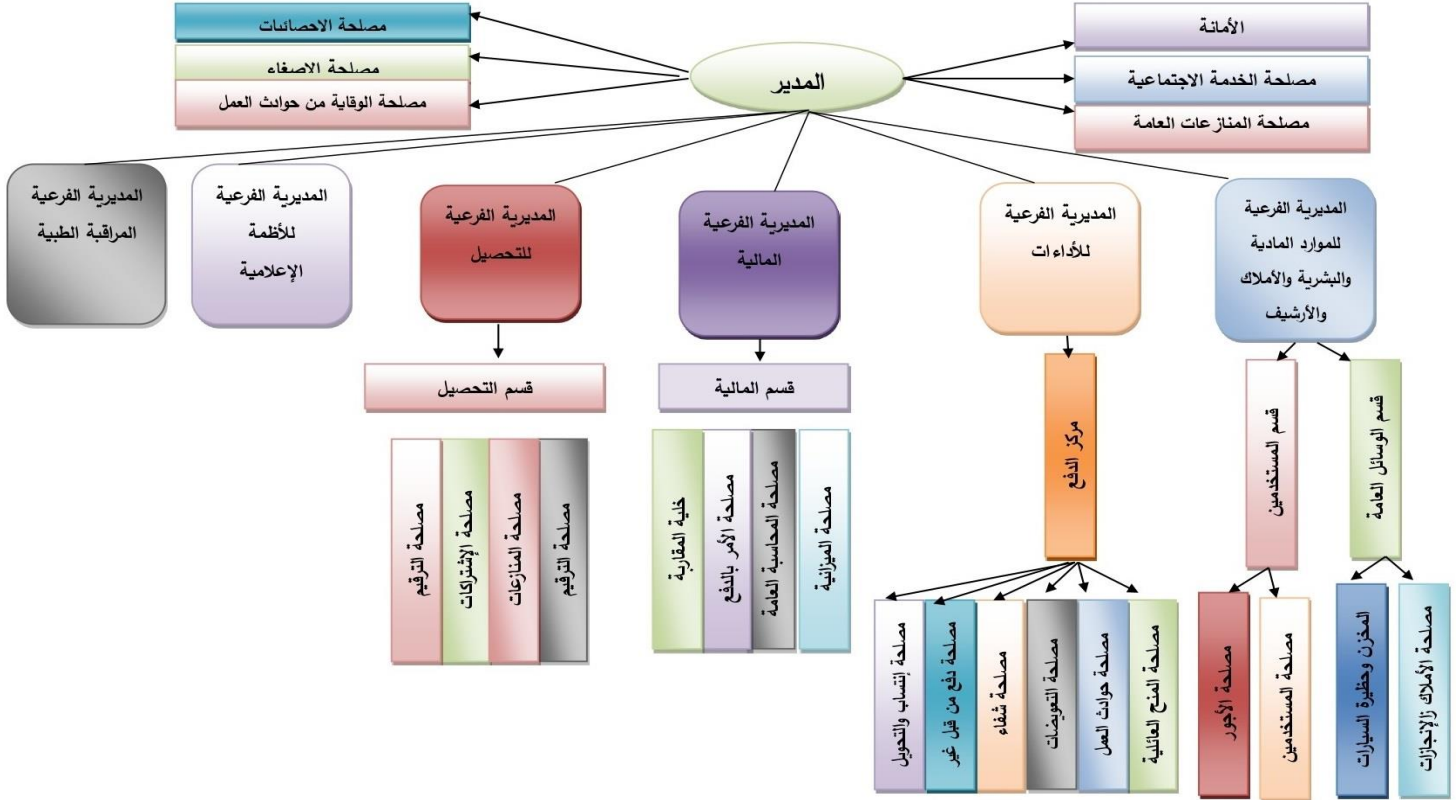 المدير
الأمانة
مصلحة الخدمة الاجتماعية
مصلحة المنازعات العامة
مصلحة الاحصائيات
مصلحة الاصغاء
مصلحة الوقاية من حوادث العمل
المديرية الفرعية
للموارد المادية
والبشرية والأملاك
والأرشيف
المديرية الفرعية
للأداءات
المديرية الفرعية
المالية
المديرية الفرعية
للتحصيل
المديرية الفرعية
للأظمة
الإعلامية
المديرية الفرعية
المراقبة الطبية
قسم الوسائل العامة
قسم المستخدمين
مركز الدفع
قسم المالية
قسم التحصيل
مصلحة الأملاك زالإنجازات
المخزن وحظيرة السيارات
مصلحة المستخدمين
مصلحة الأجور
مصلحة المنح العائلية
مصلحة حوادث العمل
مصلحة التعويضات
مصلحة شفاء
مصلحة دفع من قبل غير
مصلحة إنتساب والتحويل
مصلحة الميزانية
مصلحة المحاسبة العامة
مصلحة الأمر بالدفع
خلية المقاربة
مصلحة الترقيم
مصلحة المنازعات
مصلحة الإشتراكات
مصلحة الترقيم